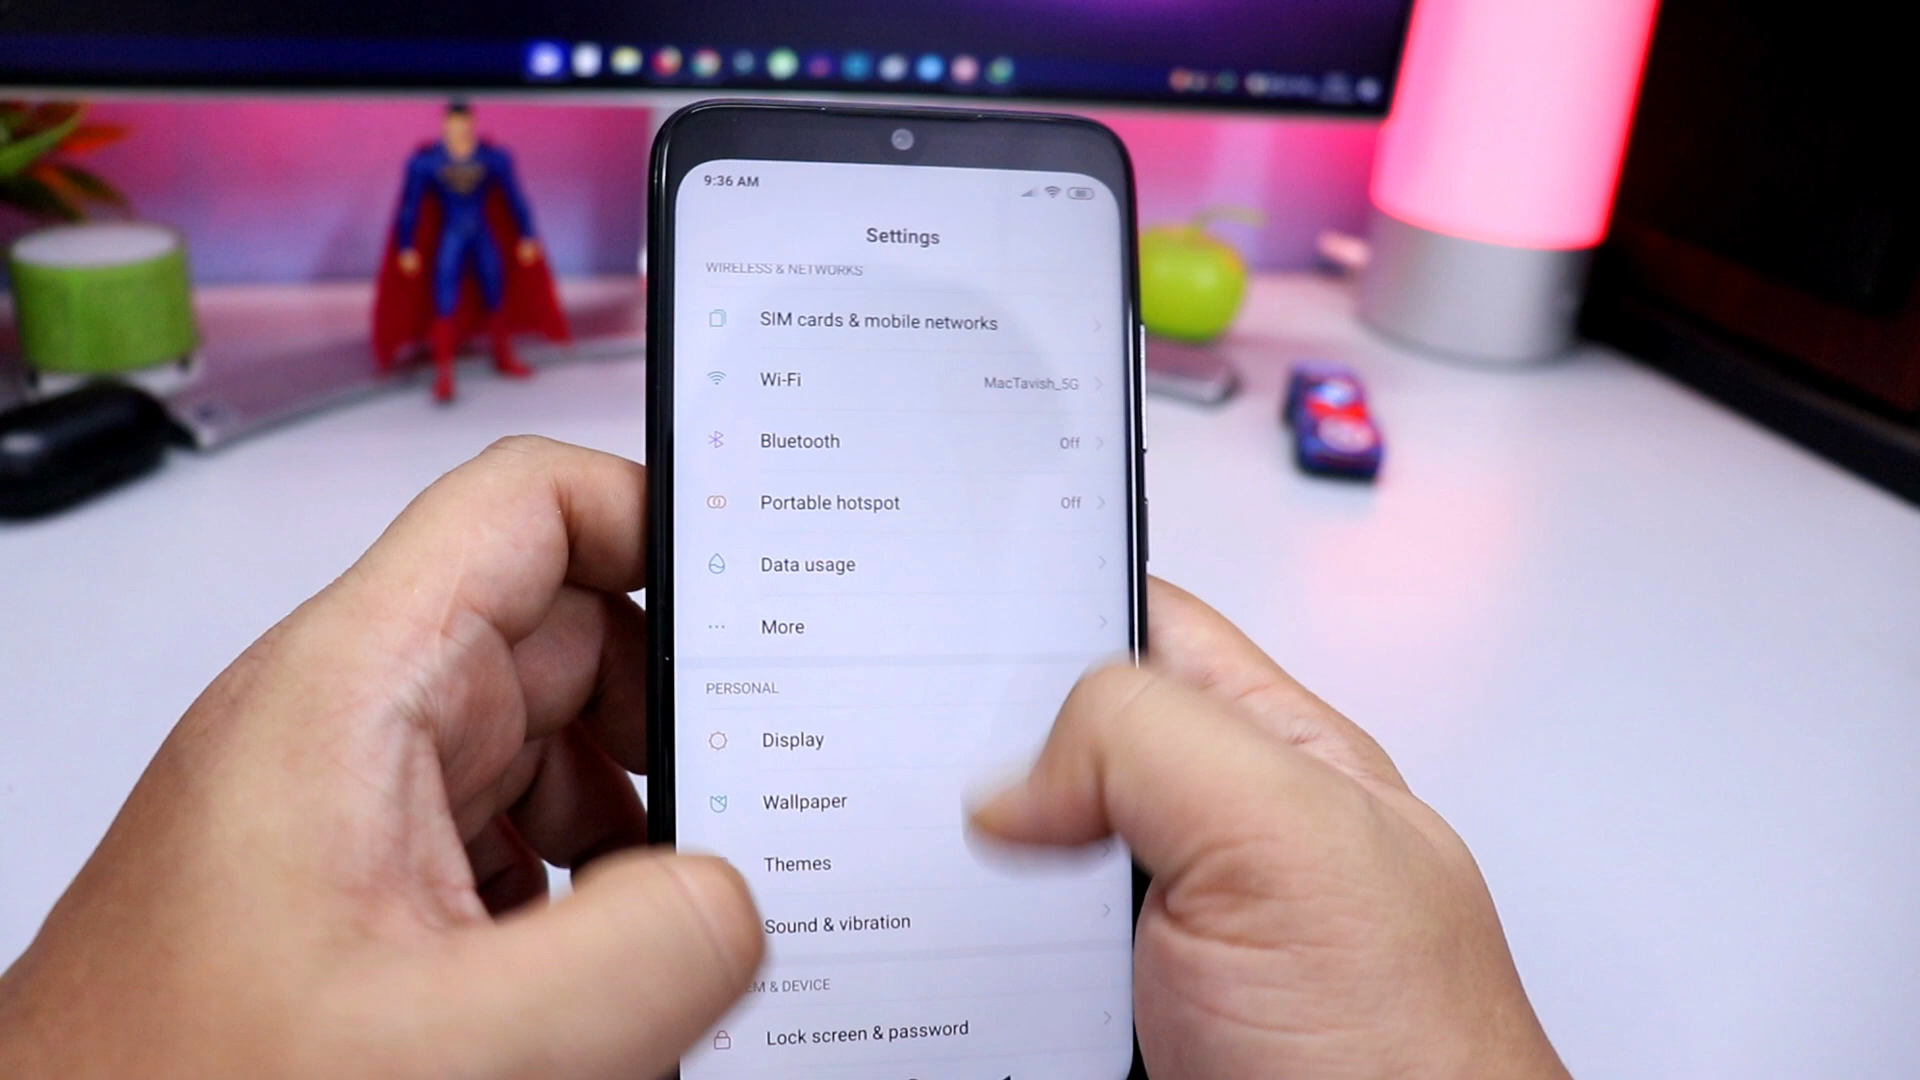 9:36 AM
Settings
WIRELESS & NETWORKS
SIM cards & mobile networks
Wi-Fi MacTavish_5G
Bluetooth Off
Portable hotspot Off
Data usage
More
PERSONAL
Display
Wallpaper
Themes
Sound & vibration
EM & DEVICE
Lock screen & password